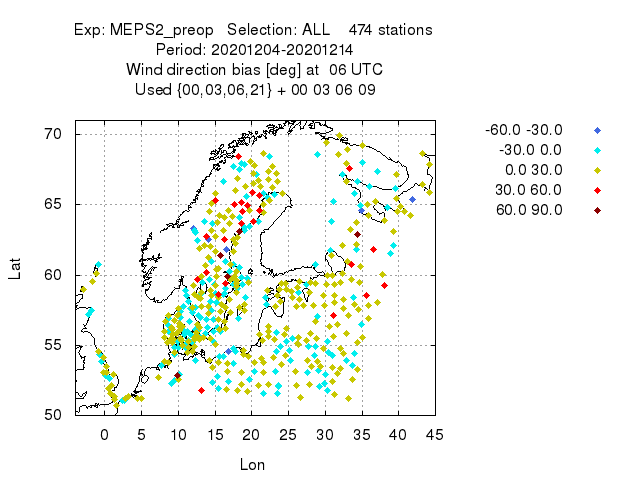 Exp: MEPS2_preop   Selection: ALL    474 stations
Period: 20201204-20201214
Wind direction bias [deg] at  06 UTC
Used {00,03,06,21} + 00 03 06 09
-60.0 -30.0
-30.0 0.0
0.0 30.0
30.0 60.0
60.0 90.0
70
65
60
55
50
Lat
0 5 10 15 20 25 30 35 40 45
Lon